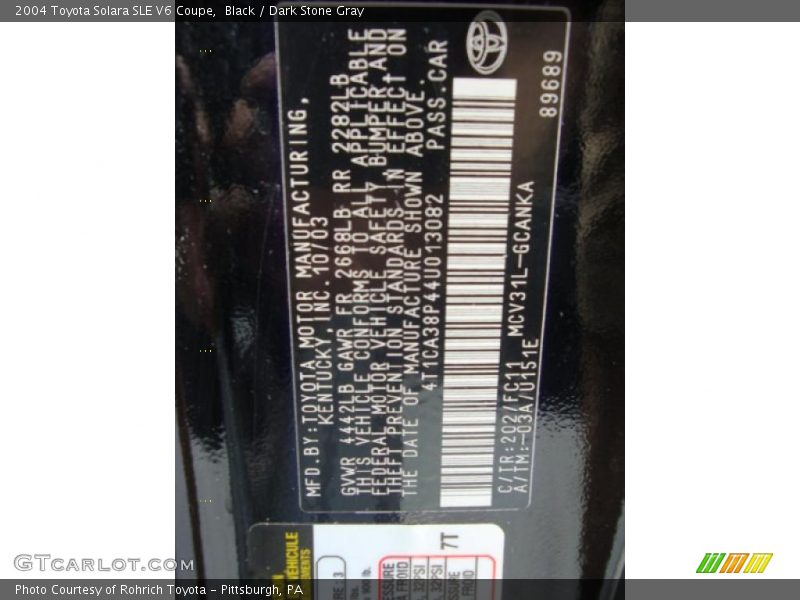 2004 Toyota Solara SLE V6 Coupe, Black / Dark Stone Gray
MFD.BY:TOYOTA MOTOR MANUFACTURING,
KENTUCKY, INC. 10/03
GVWR 4442LB GAWR FR 2668LB RR 2282LB
THIS VEHICLE CONFORMS TO ALL APPLICABLE
FEDERAL MOTOR VEHICLE SAFETY, BUMPER, AND
THEFT PREVENTION STANDARDS IN EFFECT ON
THE DATE OF MANUFACTURE SHOWN ABOVE.
4T1CA38P44U013082 PASS.CAR
C/TR:202/FC11 MCV31L-GCANKA
A/TM:-03A/U151E
89689
VEHICLE
7T
GTCarLot.com
Photo Courtesy of Rohrich Toyota - Pittsburgh, PA